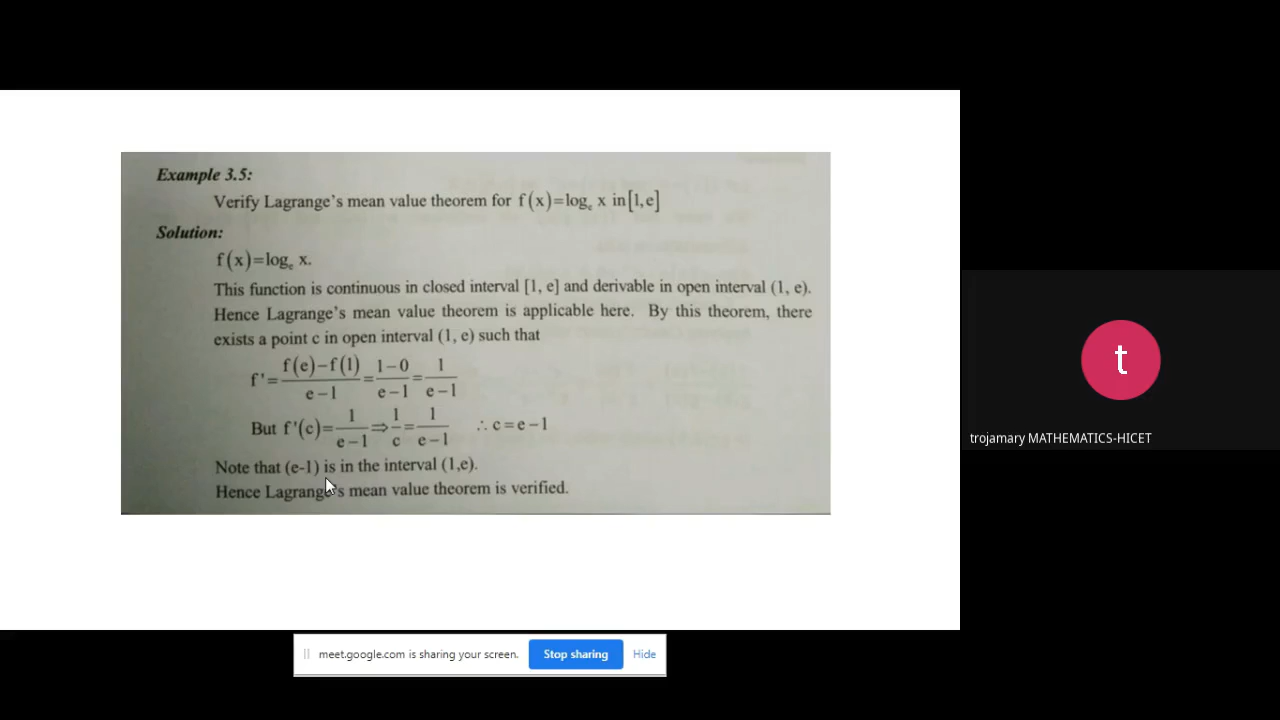 Example 3.5:
Verify Lagrange's mean value theorem for f(x)=logₑ x in[1,e]
Solution:
f(x)=logₑ x.
This function is continuous in closed interval [1, e] and derivable in open interval (1, e).
Hence Lagrange's mean value theorem is applicable here. By this theorem, there
exists a point c in open interval (1, e) such that
f'=(f(e)−f(1))/(e−1)=(1−0)/(e−1)=1/(e−1)
But f'(c)=1/(e−1)⇒1/c=1/(e−1) ∴ c=e−1
Note that (e-1) is in the interval (1,e).
Hence Lagrange's mean value theorem is verified.
t
trojamary MATHEMATICS-HICET
meet.google.com is sharing your screen. Stop sharing Hide